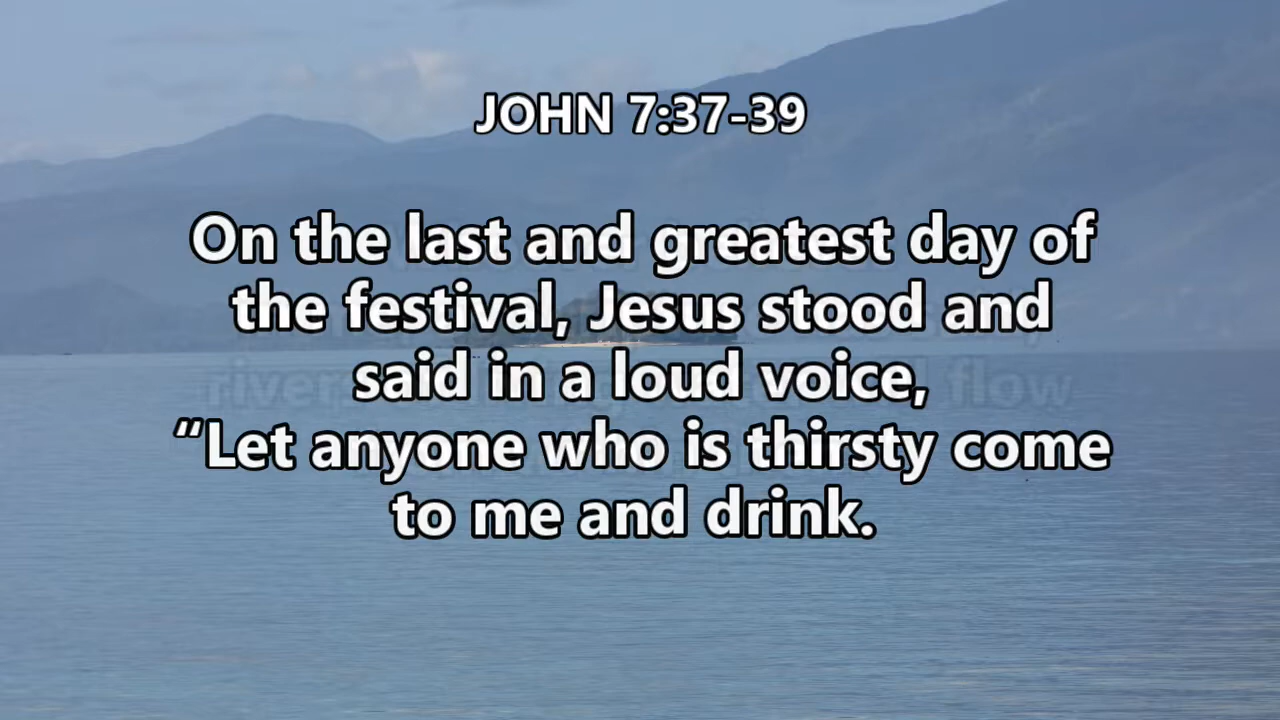 JOHN 7:37-39
On the last and greatest day of
the festival, Jesus stood and
said in a loud voice,
“Let anyone who is thirsty come
to me and drink.